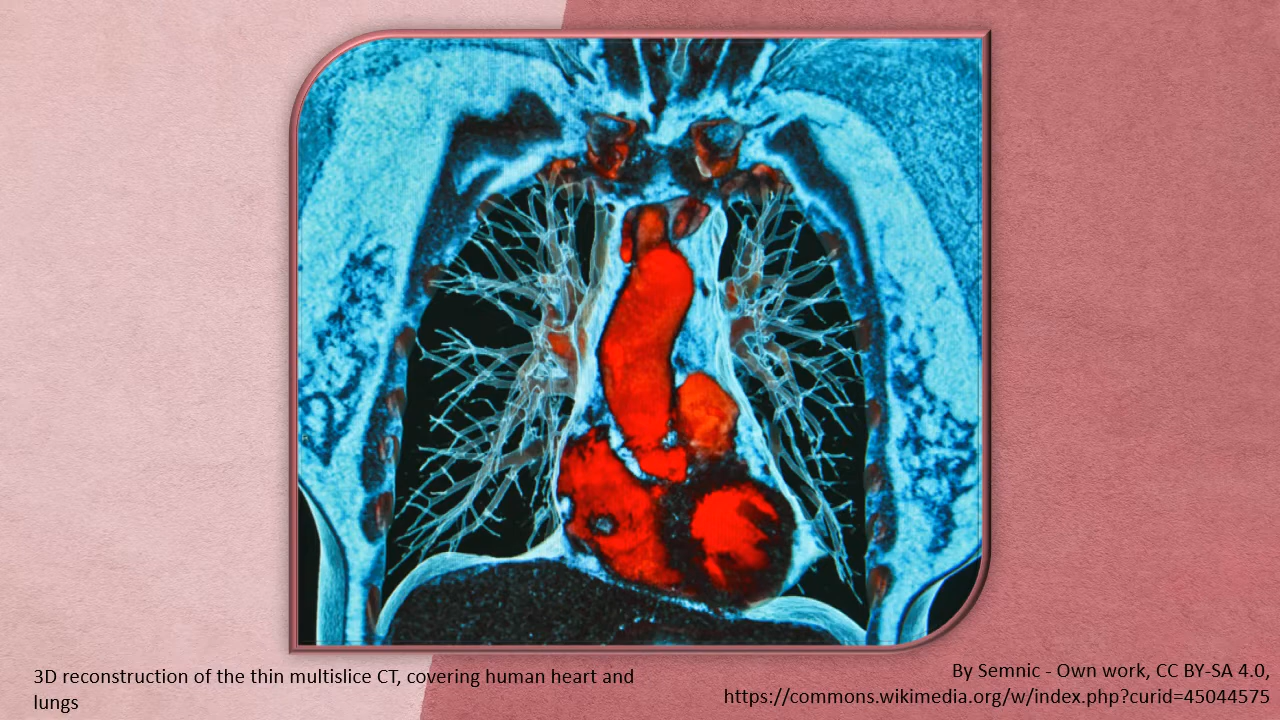 3D reconstruction of the thin multislice CT, covering human heart and
lungs
By Semnic - Own work, CC BY-SA 4.0,
https://commons.wikimedia.org/w/index.php?curid=45044575